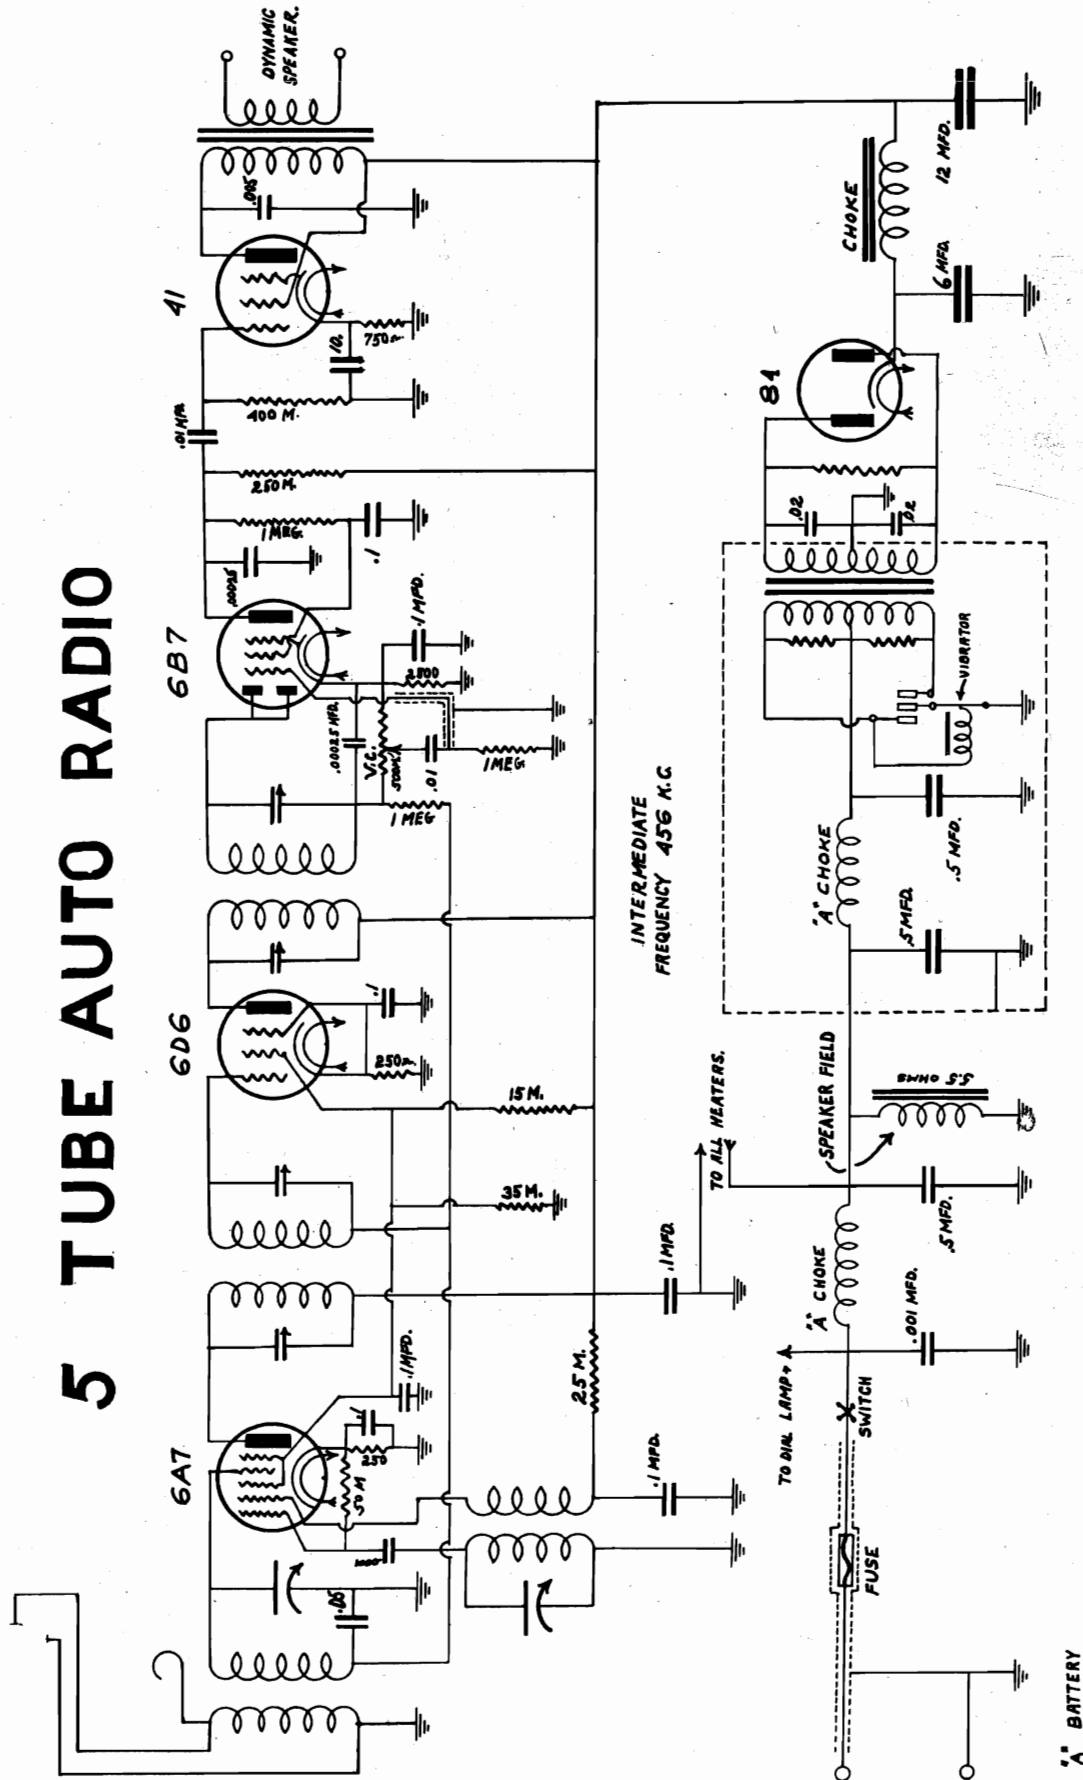 5 TUBE AUTO RADIO
6A7
6D6
6B7
41
DYNAMIC
SPEAKER.
.005
.01 MFD.
400 M.
10.
750
250 M.
1 MEG.
.00025
.1
.1 MFD.
2500
.00025 MFD.
V.C.
500M.
.01
1 MEG
1 MEG
.1
250
15 M.
35 M.
.1 MFD.
.1
250
50 M
.05
.1 MFD.
25 M.
.1 MFD.
INTERMEDIATE
FREQUENCY 456 K.C.
TO ALL HEATERS.
TO DIAL LAMP +
"A" BATTERY
FUSE
SWITCH
"A" CHOKE
.001 MFD.
.5 MFD.
SPEAKER FIELD
5.5 OHMS
"A" CHOKE
.5 MFD.
.5 MFD.
VIBRATOR
.02
.02
84
CHOKE
6 MFD.
12 MFD.